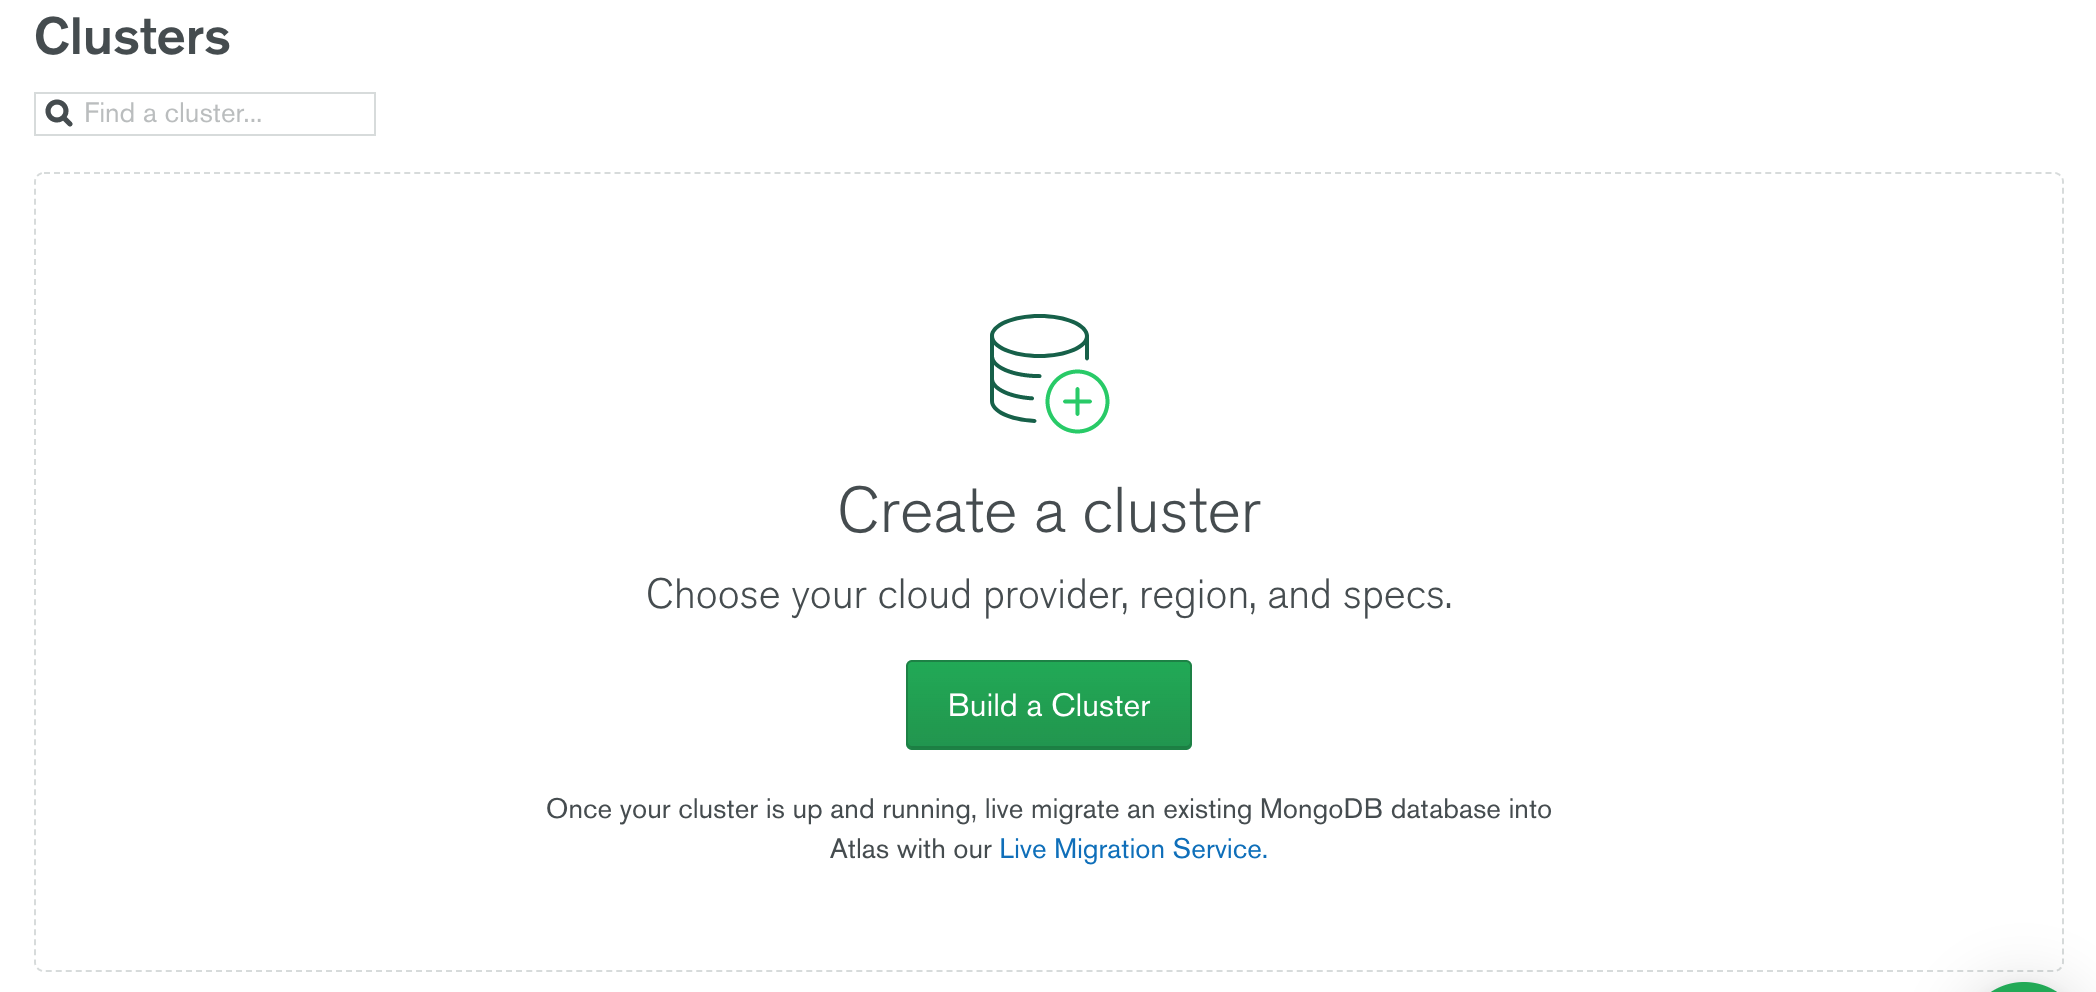 Clusters
Find a cluster...
Create a cluster
Choose your cloud provider, region, and specs.
Build a Cluster
Once your cluster is up and running, live migrate an existing MongoDB database into
Atlas with our Live Migration Service.